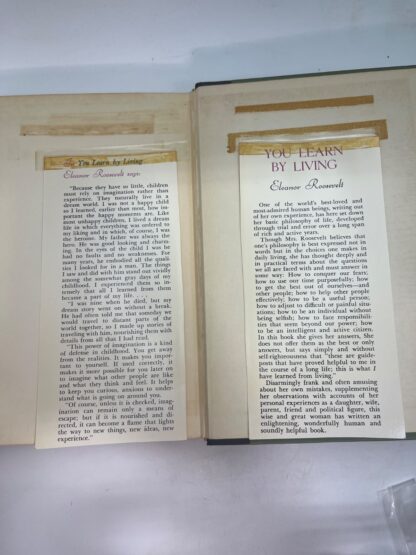 In You Learn by Living
Eleanor Roosevelt says:
"Because they have so little, children
must rely on imagination rather than
experience. They naturally live in a
dream world. I was not a happy child
so I learned, earlier than most, how im-
portant the happy moments are. Like
most unhappy children, I lived a dream
life in which everything was ordered to
my liking and in which, of course, I was
the heroine. My father was always the
hero. He was good looking and charm-
ing. In the eyes of the child I was he
had no faults and no weakness. For
many years, he embodied all the quali-
ties I looked for in a man. The things
I saw and did with him stand out vividly
among the somewhat gray days of my
childhood. I experienced them so in-
tensely that all I learned from them
became a part of my life. . . .
"I was nine when he died, but my
dream story went on without a break.
He had often told me that someday we
would travel to distant parts of the
world together, so I made up stories of
traveling with him, nourishing them with
details from all that I had read.
"This power of imagination is a kind
of defense in childhood. You get away
from the realities. It makes you impor-
tant to yourself. If used correctly, it
makes it more possible for you later on
to imagine what other people are like
and what they think and feel. It helps
to keep you curious, anxious to under-
stand what is going on around you.
"Of course, unless it is checked, imag-
ination can remain only a means of
escape; but if it is nourished and di-
rected, it can become a flame that lights
the way to new things, new ideas, new
experience."
YOU LEARN
BY LIVING
Eleanor Roosevelt
One of the world's best-loved and
most-admired human beings, writing out
of her own experience, has here set down
her basic philosophy of life, developed
through trial and error over a long span
of rich and active years.
Though Mrs. Roosevelt believes that
one's philosophy is best expressed not in
words but in the choices one makes in
daily living, she has thought deeply and
in practical terms about the questions
we all are faced with and must answer in
some way: How to conquer our fears;
how to use our time purposefully; how
to get the best out of ourselves—and
other people; how to help other people
effectively; how to be a useful person;
how to adjust to difficult or painful situ-
ations; how to be an individual without
being selfish; how to face responsibili-
ties that seem beyond our power; how
to be an intelligent and active citizen.
In this book she gives her answers. She
does not offer them as the best or only
answers, but says simply and without
self-righteousness that "these are guide-
posts that have proved helpful to me in
the course of a long life; this is what I
have learned from living."
Disarmingly frank and often amusing
about her own mistakes, supplementing
her observations with accounts of her
personal experiences as a daughter, wife,
parent, friend and political figure, this
wise and great woman has written an
enlightening, wonderfully human and
soundly helpful book.